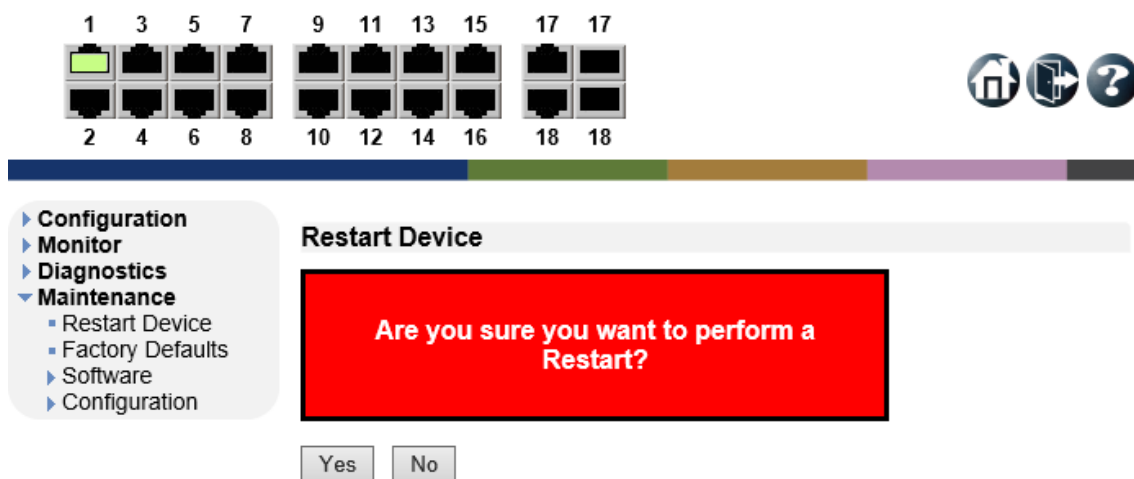 1 3 5 7 9 11 13 15 17 17
2 4 6 8 10 12 14 16 18 18
?
Configuration
Monitor
Diagnostics
Maintenance
Restart Device
Factory Defaults
Software
Configuration
Restart Device
Are you sure you want to perform a
Restart?
Yes No